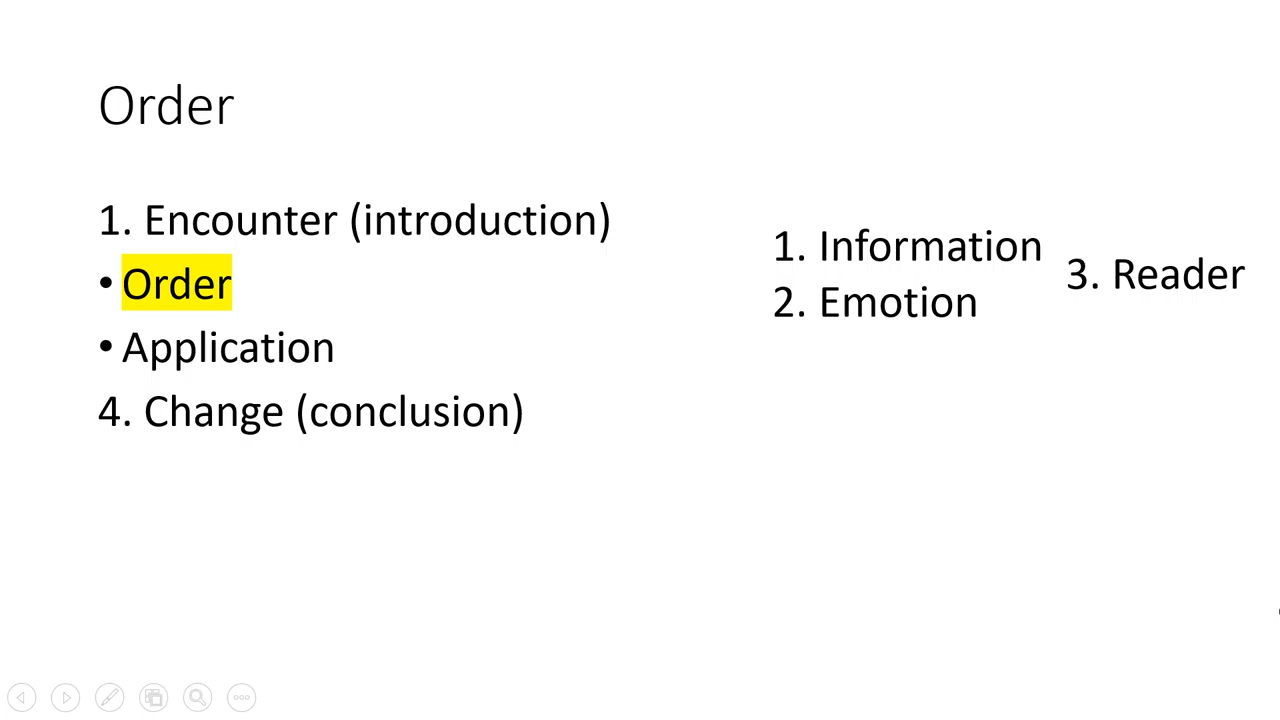 Order
1. Encounter (introduction)
• Order
• Application
4. Change (conclusion)
1. Information
2. Emotion
3. Reader